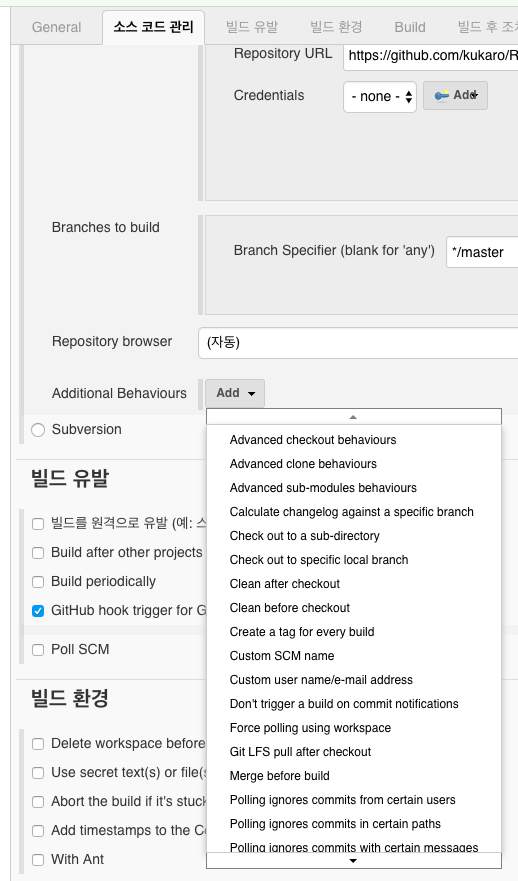 General 소스 코드 관리 빌드 유발 빌드 환경 Build 빌드 후 조치
Repository URL https://github.com/kukaro/R
Credentials - none - Add
Branches to build
Branch Specifier (blank for 'any') */master
Repository browser (자동)
Additional Behaviours Add
Subversion
Advanced checkout behaviours
Advanced clone behaviours
Advanced sub-modules behaviours
Calculate changelog against a specific branch
Check out to a sub-directory
Check out to specific local branch
Clean after checkout
Clean before checkout
Create a tag for every build
Custom SCM name
Custom user name/e-mail address
Don't trigger a build on commit notifications
Force polling using workspace
Git LFS pull after checkout
Merge before build
Polling ignores commits from certain users
Polling ignores commits in certain paths
Polling ignores commits with certain messages
빌드 유발
빌드를 원격으로 유발 (예: 스
Build after other projects
Build periodically
GitHub hook trigger for G
Poll SCM
빌드 환경
Delete workspace before
Use secret text(s) or file(s
Abort the build if it's stuck
Add timestamps to the Co
With Ant